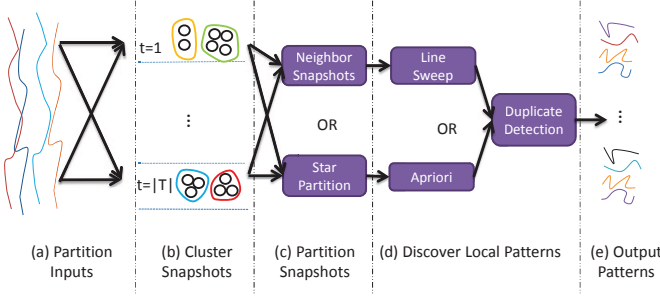 t=1
Neighbor
Snapshots
Line
Sweep
Duplicate
Detection
OR
OR
t=|T|
Star
Partition
Apriori
(a) Partition
Inputs
(b) Cluster
Snapshots
(c) Partition
Snapshots
(d) Discover Local Patterns
(e) Output
Patterns